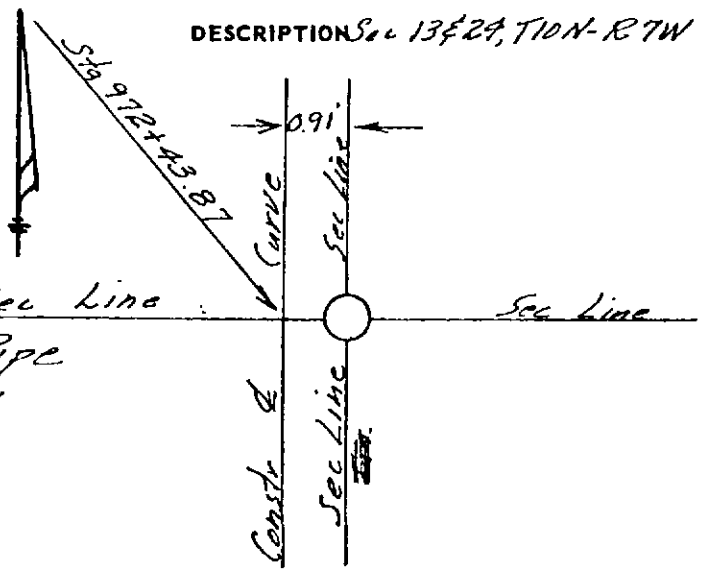 DESCRIPTION Sec 13 & 24, T10N-R7W
Sta 972+43.87
0.91'
Curve
Sec Line
Sec Line
Sec Line
Pipe
Constr ℄
Sec Line